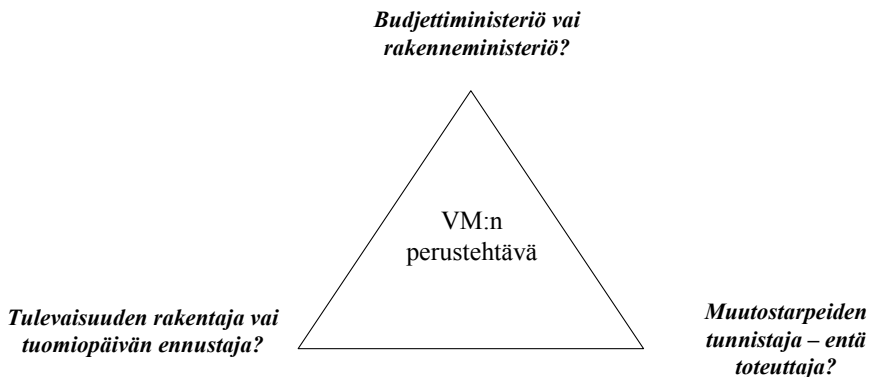 Budjettiministeriö vai
rakenneministeriö?
VM:n
perustehtävä
Tulevaisuuden rakentaja vai
tuomiopäivän ennustaja?
Muutostarpeiden
tunnistaja – entä
toteuttaja?